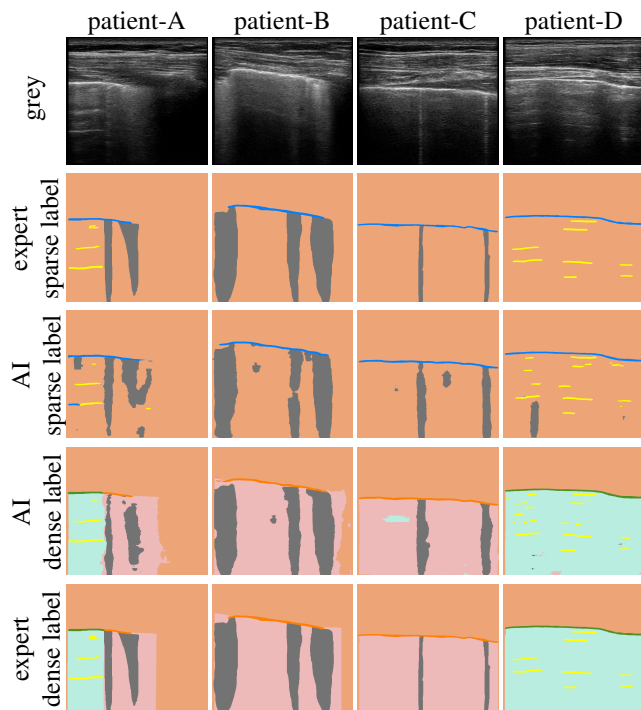 patient-A
patient-B
patient-C
patient-D
grey
expert
sparse label
AI
sparse label
AI
dense label
expert
dense label